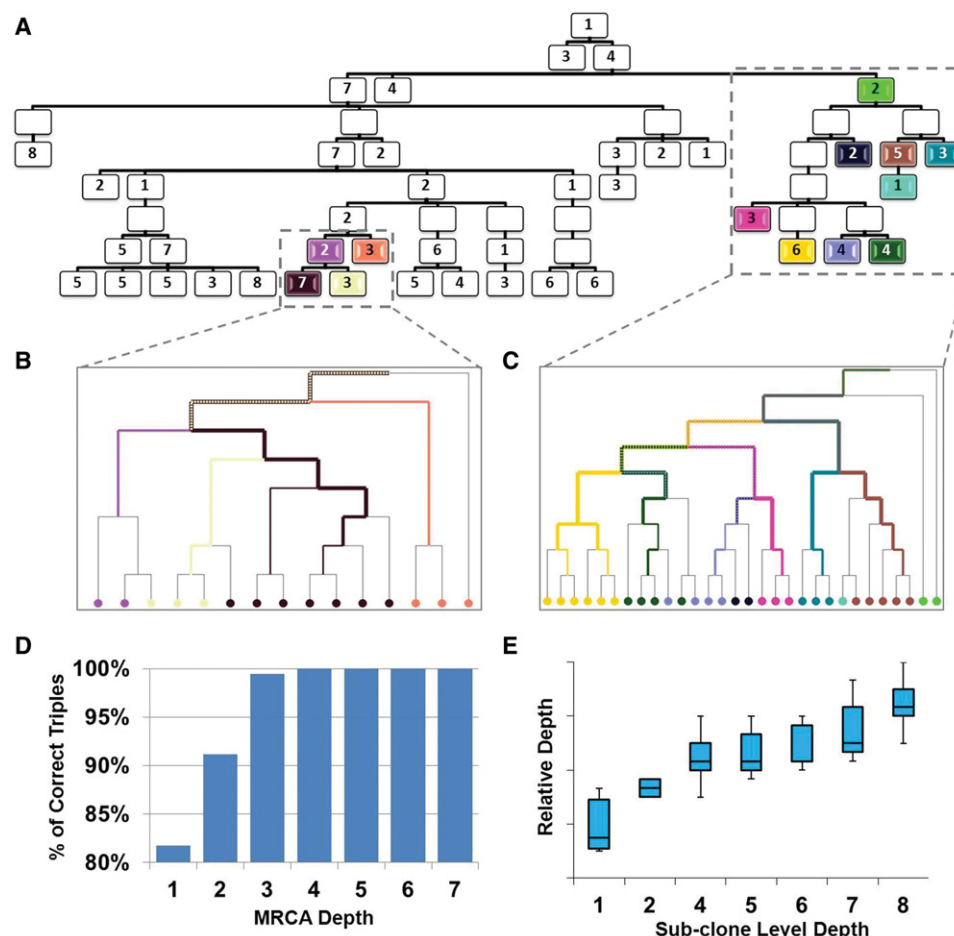 A
1
3 4
7 4 2
8 7 2 3 2 1 2 5 3
2 1 2 1 3 1
2 3
5 7 2 3 6 1 6 4 4
5 5 5 3 8 7 3 5 4 3 6 6
B
C
D
100%
95%
90%
85%
80%
% of Correct Triples
1 2 3 4 5 6 7
MRCA Depth
E
Relative Depth
1 2 4 5 6 7 8
Sub-clone Level Depth